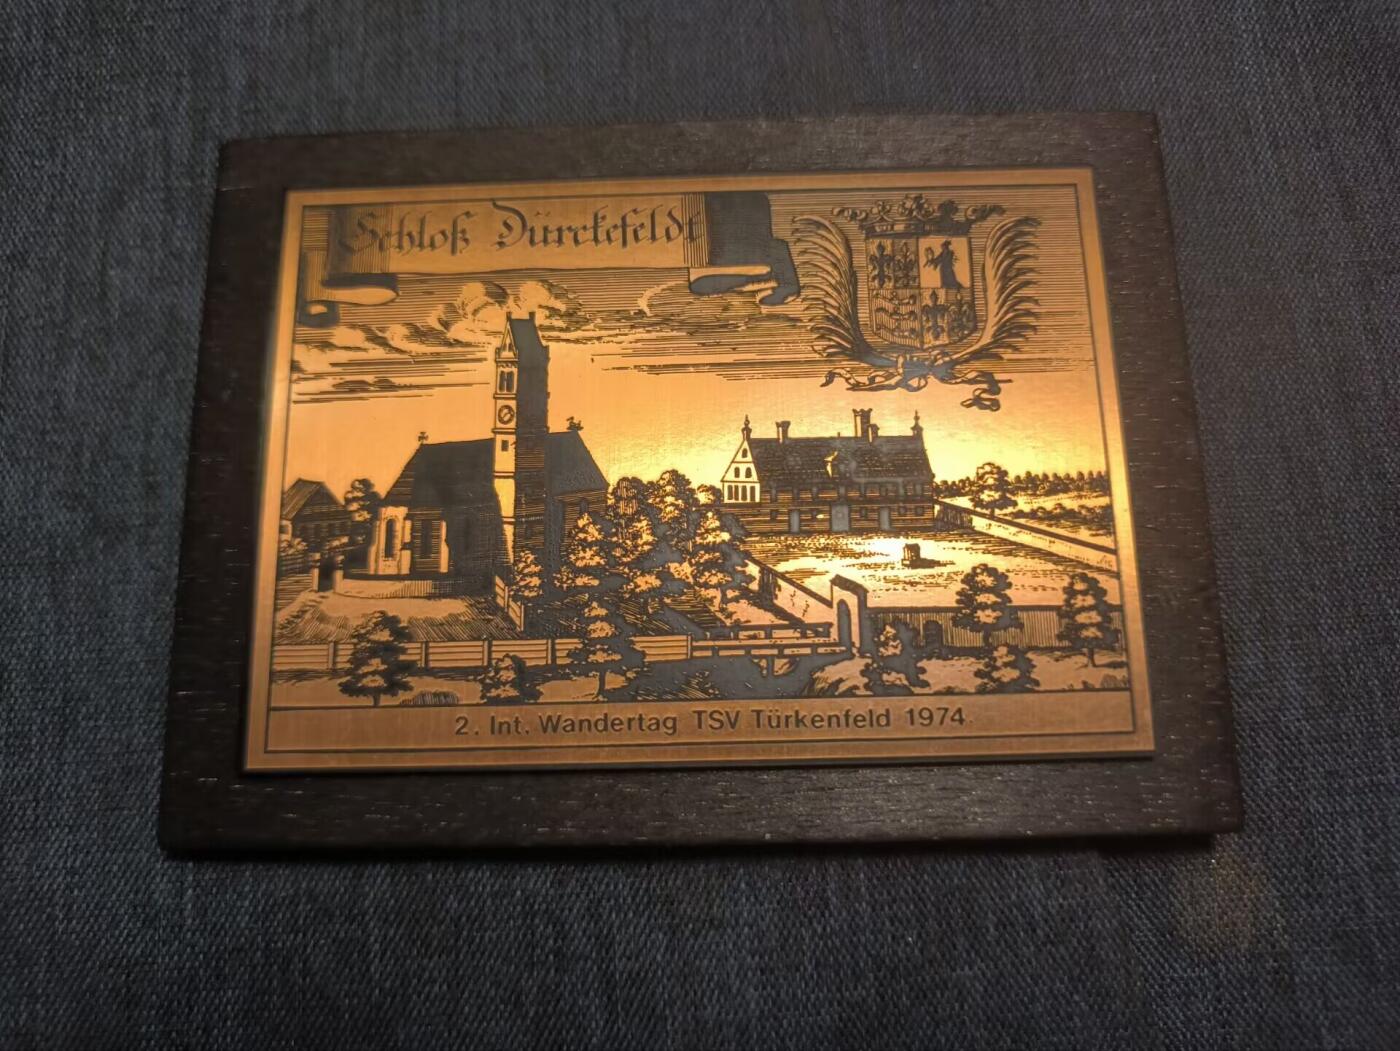 Schloß Dürckefeldt
2. Int. Wandertag TSV Türkenfeld 1974